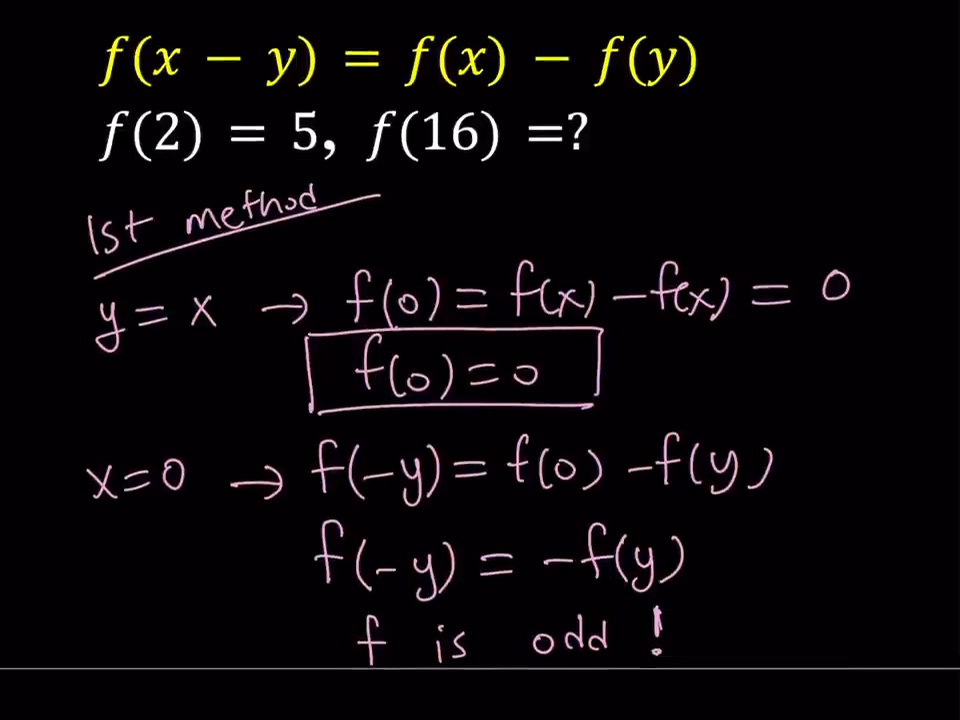 f(x − y) = f(x) − f(y)
f(2) = 5, f(16) =?
1st method
y = x → f(0) = f(x) − f(x) = 0
f(0) = 0
x = 0 → f(−y) = f(0) − f(y)
f(−y) = −f(y)
f is odd !